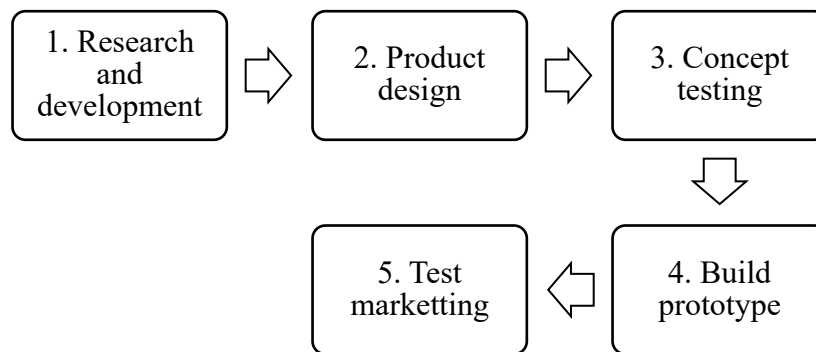 1. Research
and
development
2. Product
design
3. Concept
testing
4. Build
prototype
5. Test
marketting